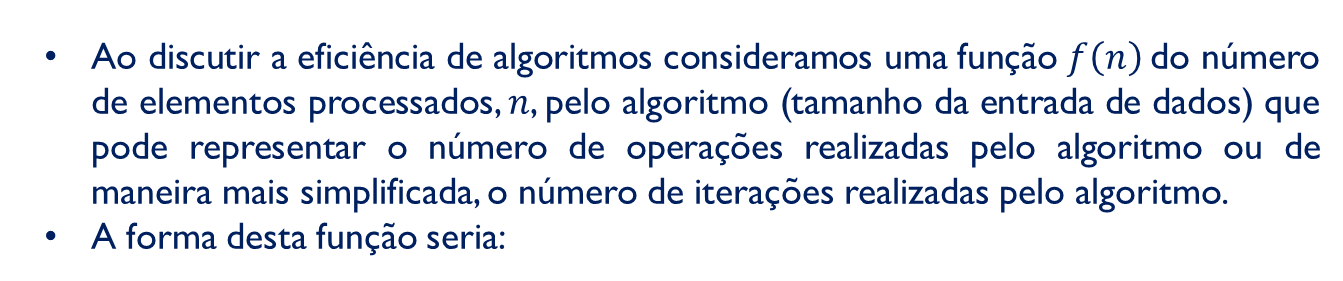 • Ao discutir a eficiência de algoritmos consideramos uma função f(n) do número
de elementos processados, n, pelo algoritmo (tamanho da entrada de dados) que
pode representar o número de operações realizadas pelo algoritmo ou de
maneira mais simplificada, o número de iterações realizadas pelo algoritmo.
• A forma desta função seria: